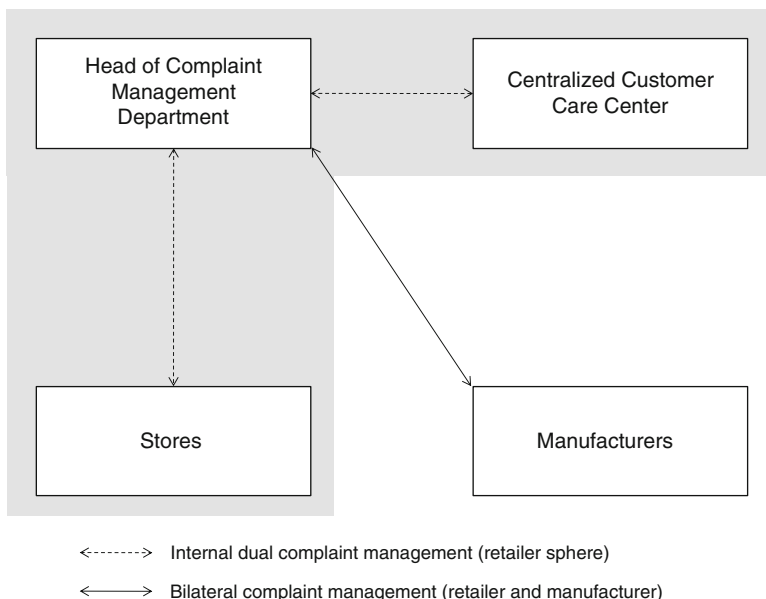 Head of Complaint
Management
Department
Centralized Customer
Care Center
Stores
Manufacturers
Internal dual complaint management (retailer sphere)
Bilateral complaint management (retailer and manufacturer)